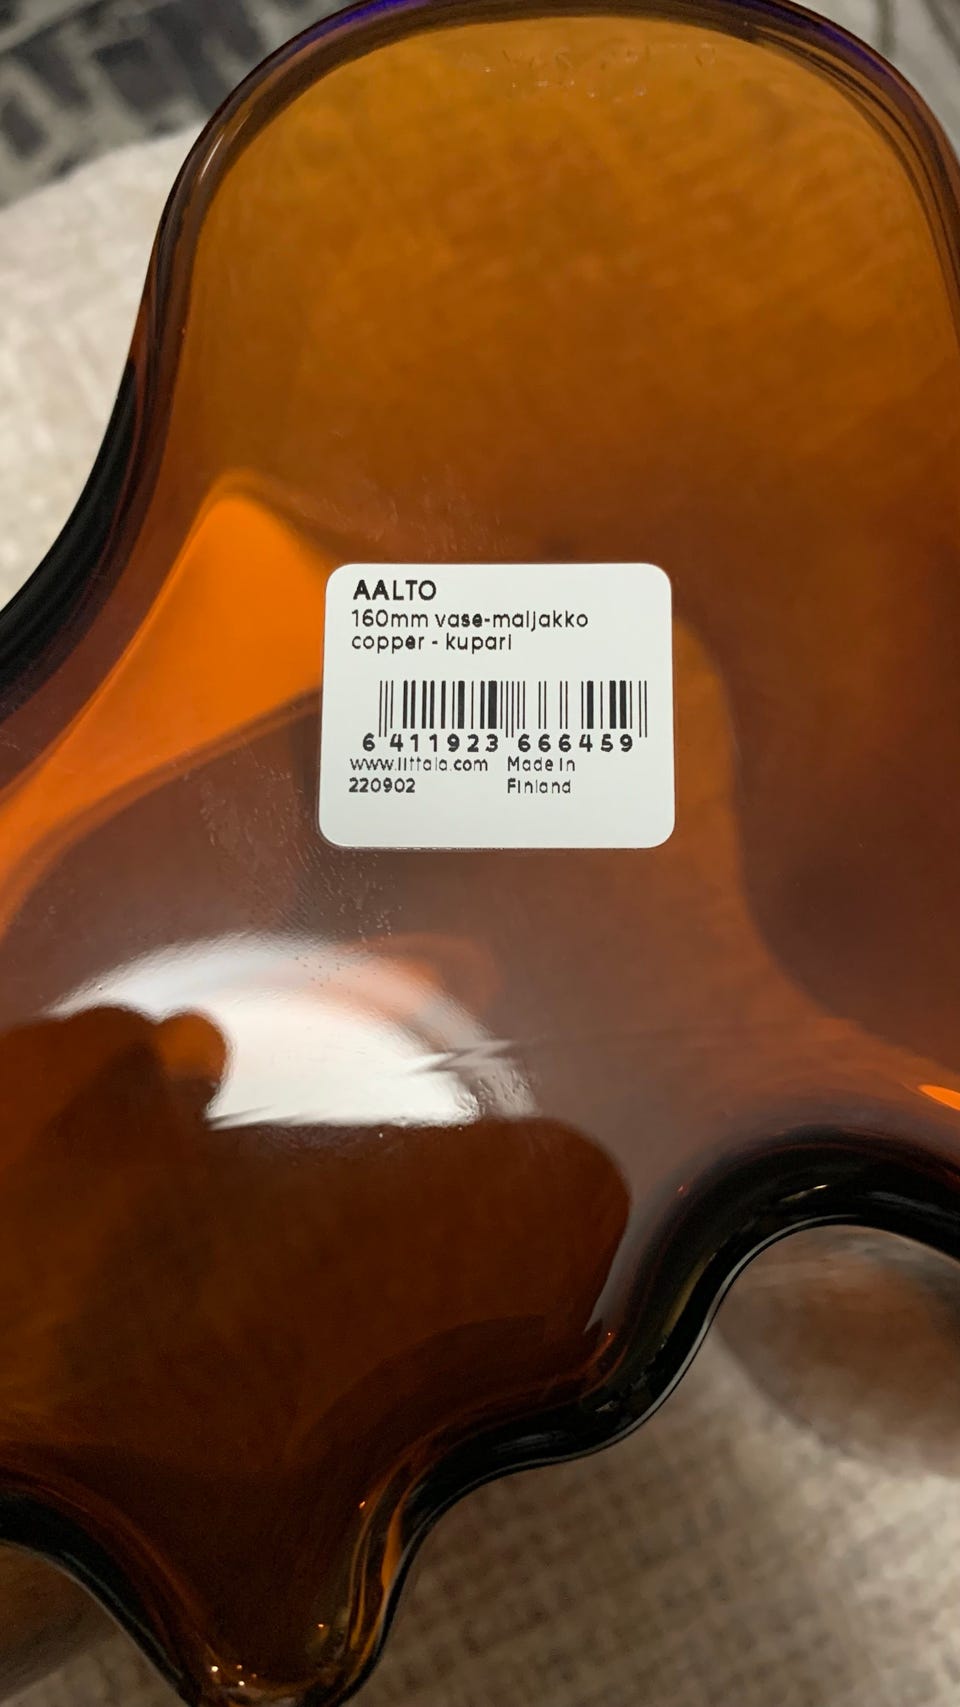 AALTO
160mm vase-maljakko
copper - kupari
6 411923 666459
www.iittala.com Made in
220902 Finland